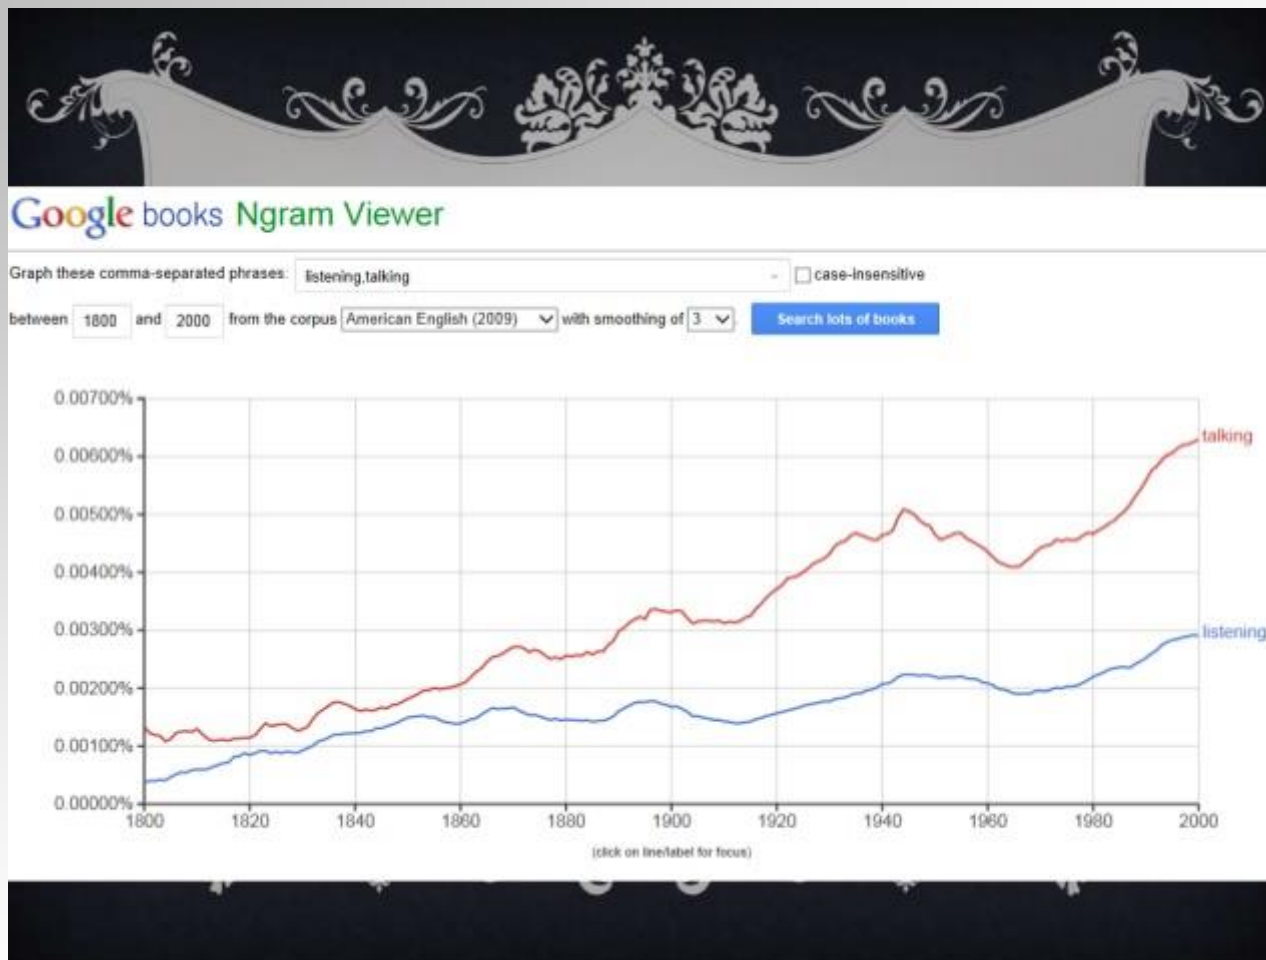 Google books Ngram Viewer
Graph these comma-separated phrases: listening,talking case-insensitive
between 1800 and 2000 from the corpus American English (2009) with smoothing of 3 . Search lots of books
0.00700%
talking
0.00600%
0.00500%
0.00400%
0.00300%
listening
0.00200%
0.00100%
0.00000%
1800 1820 1840 1860 1880 1900 1920 1940 1960 1980 2000
(click on line/label for focus)